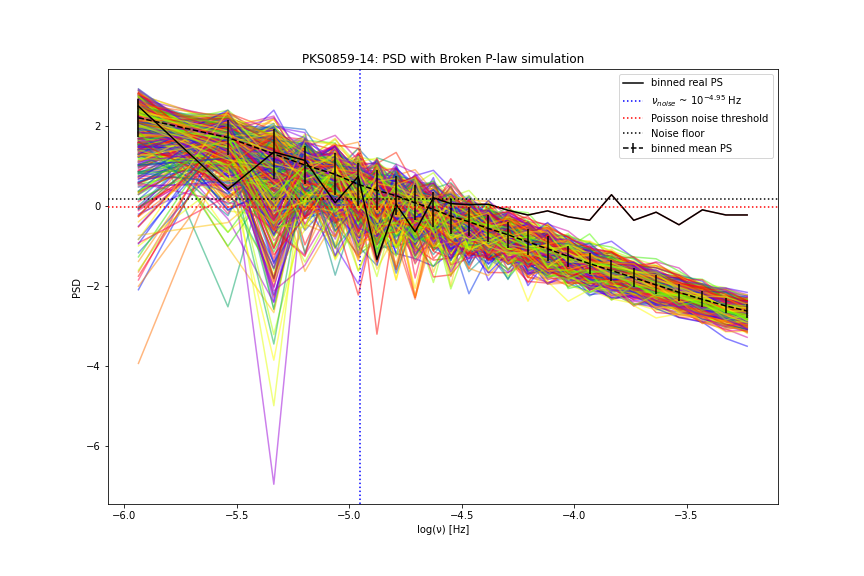 PKS0859-14: PSD with Broken P-law simulation
binned real PS
ν_noise ~ 10^−4.95 Hz
Poisson noise threshold
Noise floor
binned mean PS
PSD
2
0
−2
−4
−6
−6.0
−5.5
−5.0
−4.5
−4.0
−3.5
log(ν) [Hz]